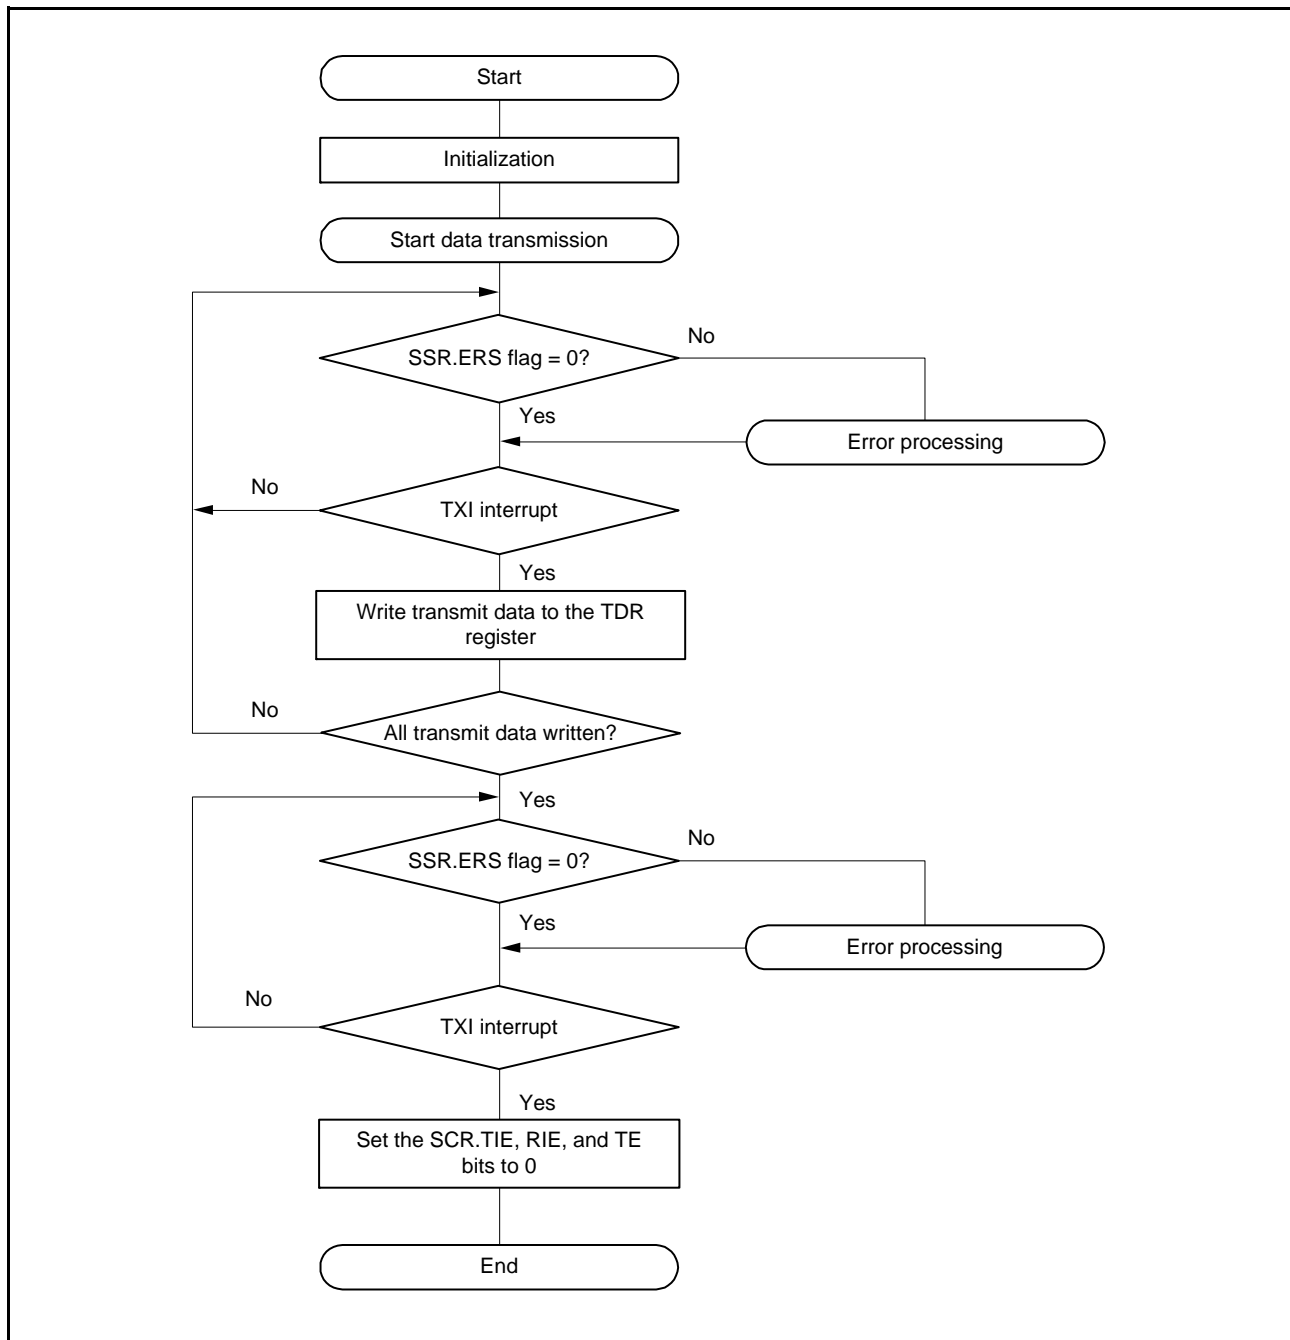 Start
Initialization
Start data transmission
SSR.ERS flag = 0?
No
Yes
Error processing
No
TXI interrupt
Yes
Write transmit data to the TDR
register
No
All transmit data written?
Yes
SSR.ERS flag = 0?
No
Yes
Error processing
No
TXI interrupt
Yes
Set the SCR.TIE, RIE, and TE
bits to 0
End